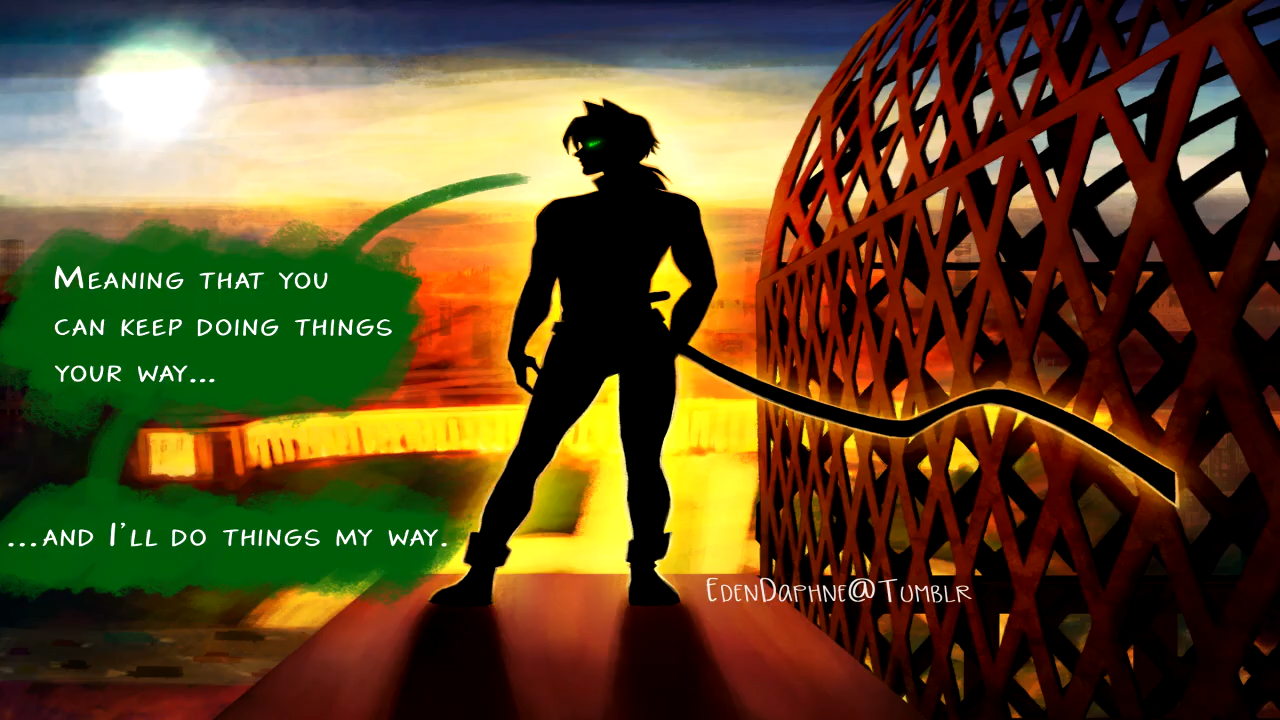 Meaning that you
can keep doing things
your way...
...and I'll do things my way.
EdenDaphne@Tumblr